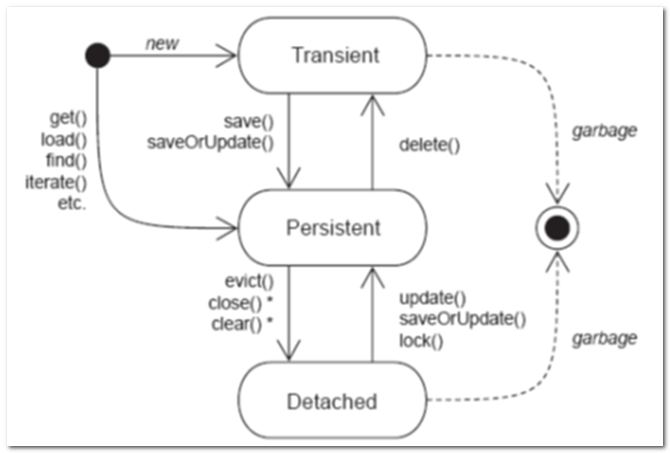 new
Transient
get()
load()
find()
iterate()
etc.
save()
saveOrUpdate()
delete()
garbage
Persistent
evict()
close() *
clear() *
update()
saveOrUpdate()
lock()
garbage
Detached